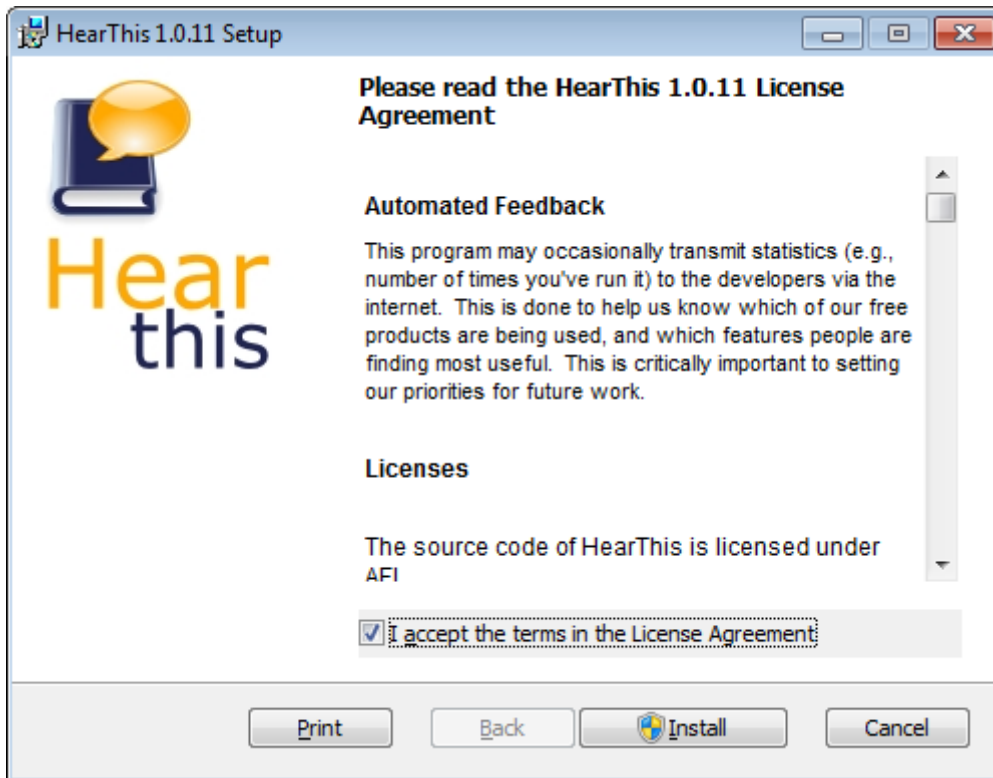 HearThis 1.0.11 Setup
Please read the HearThis 1.0.11 License
Agreement
Hear
this
Automated Feedback
This program may occasionally transmit statistics (e.g.,
number of times you've run it) to the developers via the
internet.  This is done to help us know which of our free
products are being used, and which features people are
finding most useful.  This is critically important to setting
our priorities for future work.
Licenses
The source code of HearThis is licensed under
I accept the terms in the License Agreement
Print
Back
Install
Cancel